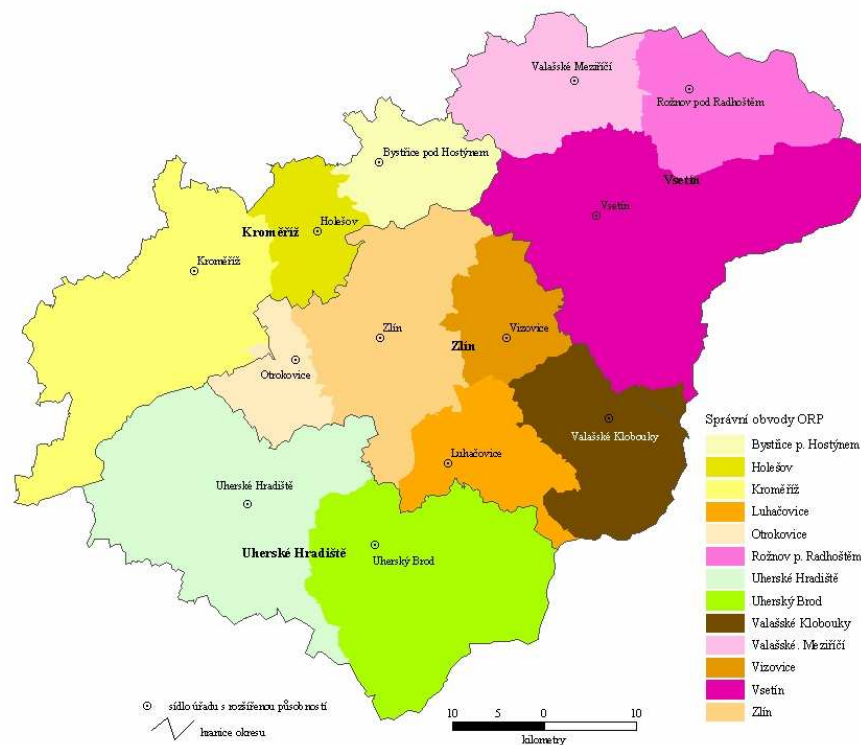 Valašské Meziříčí
Rožnov pod Radhoštěm
Bystřice pod Hostýnem
Vsetín
Vsetín
Holešov
Kroměříž
Kroměříž
Zlín
Vizovice
Zlín
Otrokovice
Valašské Klobouky
Luhačovice
Uherské Hradiště
Uherské Hradiště
Uherský Brod
Správní obvody ORP
Bystřice p. Hostýnem
Holešov
Kroměříž
Luhačovice
Otrokovice
Rožnov p. Radhoštěm
Uherské Hradiště
Uherský Brod
Valašské Klobouky
Valašské. Meziříčí
Vizovice
Vsetín
Zlín
sídlo úřadu s rozšířenou působností
hranice okresu
10 5 0 10
kilometry